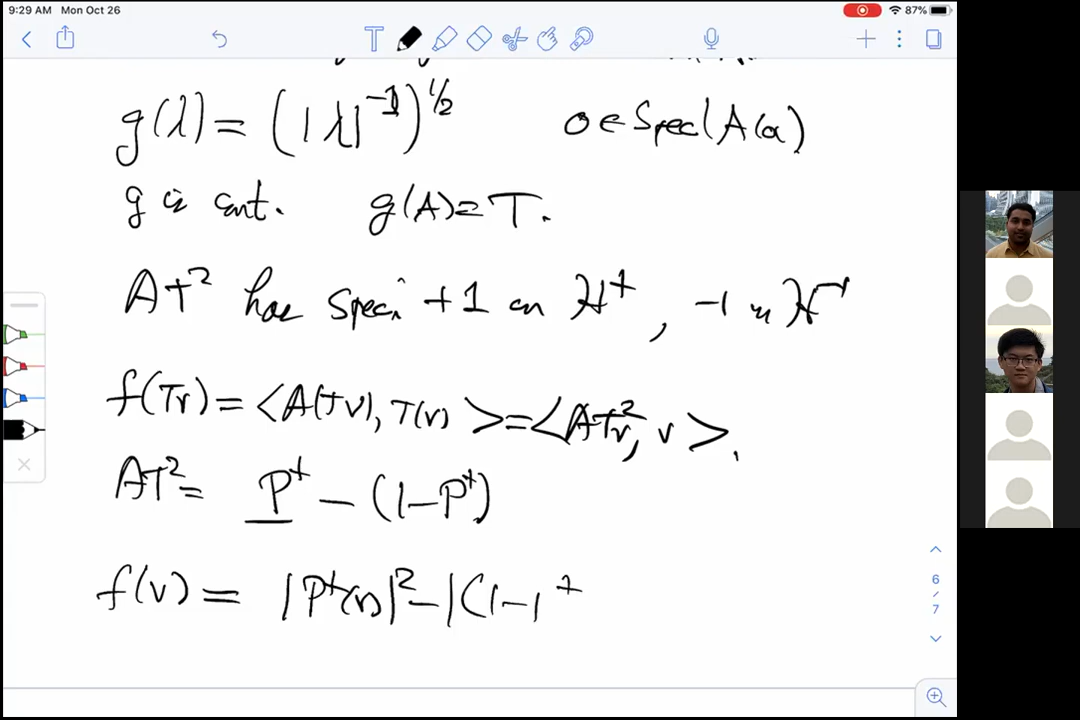 9:29 AM Mon Oct 26 87%
g(λ) = (|λ|⁻¹)^{1/2} 0 ∉ Spec(A(a))
g is cont. g(A) = T.
AT² has spec. +1 on H⁺, -1 on H⁻
f(Tv) = <A(Tv), T(v)> = <AT²v, v>.
AT² = P⁺ - (1-P⁺)
f(v) = |P⁺(v)|² - |(1-P⁺
6 / 7